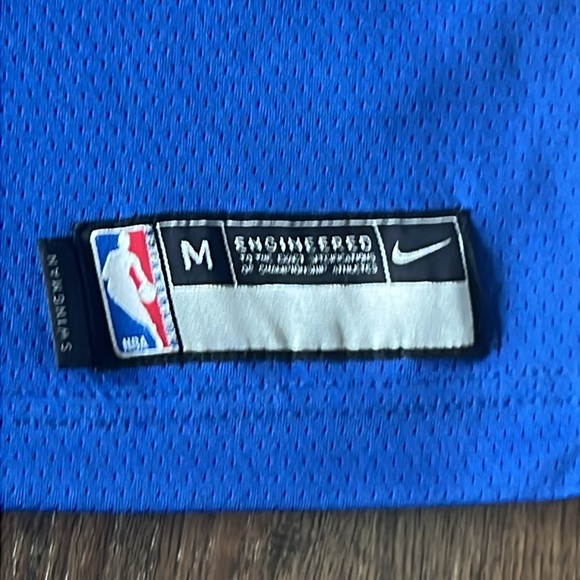 SWINGMAN
NBA
M
ENGINEERED
TO THE EXACT SPECIFICATIONS
OF CHAMPIONSHIP ATHLETES